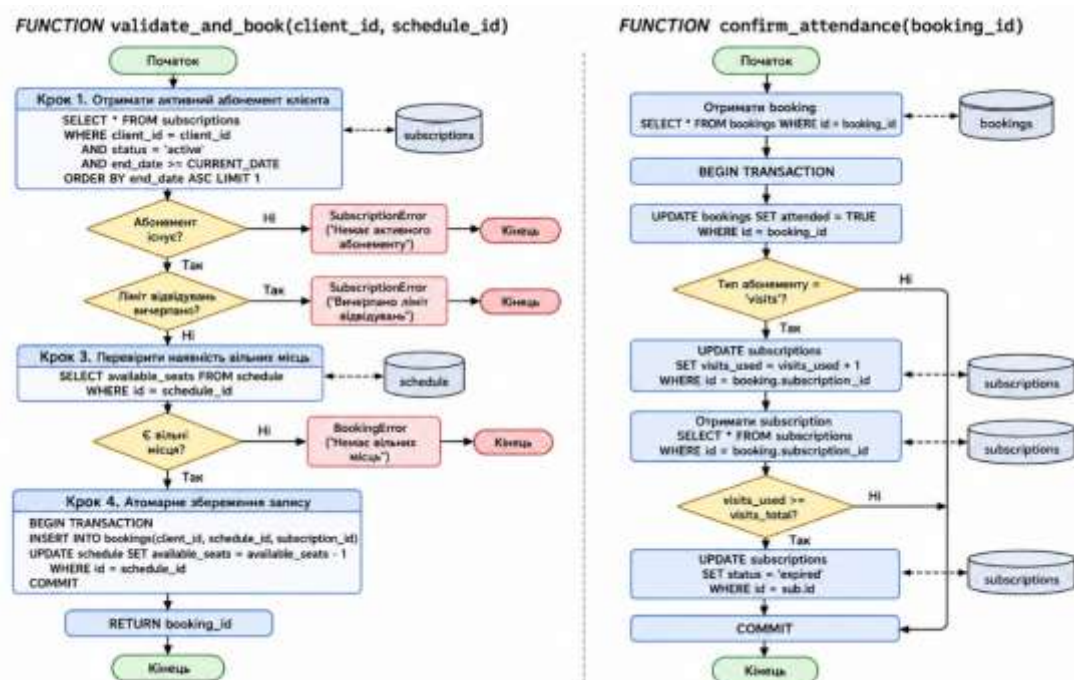 FUNCTION validate_and_book(client_id, schedule_id)
Початок
Крок 1. Отримати активний абонемент клієнта
SELECT * FROM subscriptions
WHERE client_id = client_id
AND status = 'active'
AND end_date >= CURRENT_DATE
ORDER BY end_date ASC LIMIT 1
subscriptions
Абонемент
існує?
Ні
SubscriptionError
("Немає активного
абонементу")
Кінець
Так
Ліміт відвідувань
вичерпано?
Так
SubscriptionError
("Вичерпано ліміт
відвідувань")
Кінець
Ні
Крок 3. Перевірити наявність вільних місць
SELECT available_seats FROM schedule
WHERE id = schedule_id
schedule
Є вільні
місця?
Ні
BookingError
("Немає вільних
місць")
Кінець
Так
Крок 4. Атомарне збереження запису
BEGIN TRANSACTION
INSERT INTO bookings(client_id, schedule_id, subscription_id)
UPDATE schedule SET available_seats = available_seats - 1
WHERE id = schedule_id
COMMIT
RETURN booking_id
Кінець
FUNCTION confirm_attendance(booking_id)
Початок
Отримати booking
SELECT * FROM bookings WHERE id = booking_id
bookings
BEGIN TRANSACTION
UPDATE bookings SET attended = TRUE
WHERE id = booking_id
Тип абонементу =
'visits'?
Ні
Так
UPDATE subscriptions
SET visits_used = visits_used + 1
WHERE id = booking.subscription_id
subscriptions
Отримати subscription
SELECT * FROM subscriptions
WHERE id = booking.subscription_id
subscriptions
visits_used >=
visits_total?
Ні
Так
UPDATE subscriptions
SET status = 'expired'
WHERE id = sub.id
subscriptions
COMMIT
Кінець